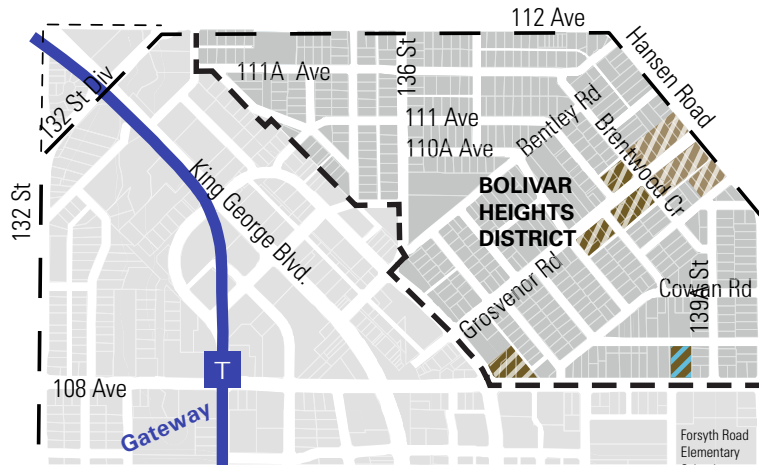 112 Ave
Hansen Road
136 St
111A Ave
132 St Div
111 Ave
Bentley Rd
Brentwood Cr
110A Ave
King George Blvd.
132 St
BOLIVAR
HEIGHTS
DISTRICT
Grosvenor Rd
Cowan Rd
139A St
T
108 Ave
Gateway
Forsyth Road
Elementary